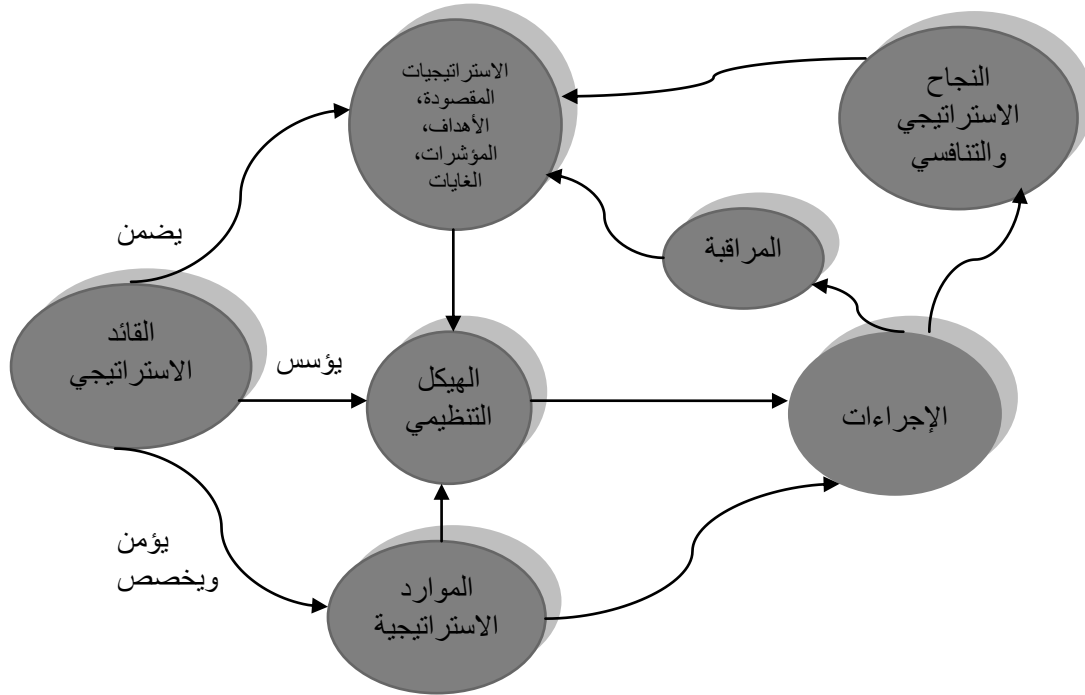 الاستراتيجيات
المقصودة،
الأهداف،
المؤشرات،
الغايات
النجاح
الاستراتيجي
والتنافسي
يضمن
المراقبة
القائد
الاستراتيجي
يؤسس
الهيكل
التنظيمي
الإجراءات
يؤمن
ويخصص
الموارد
الاستراتيجية